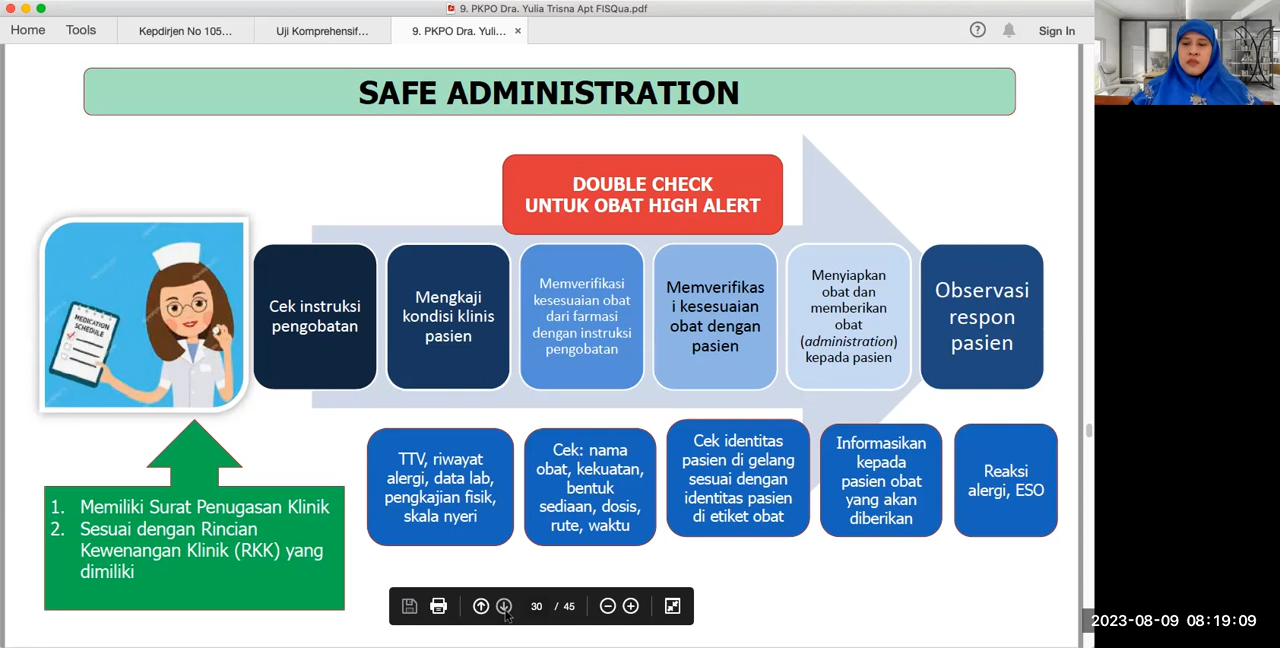 9. PKPO Dra. Yulia Trisna Apt FISQua.pdf
Home
Tools
Kepdirjen No 105...
Uji Komprehensif...
9. PKPO Dra. Yuli...
Sign In
SAFE ADMINISTRATION
DOUBLE CHECK
UNTUK OBAT HIGH ALERT
MEDICATION
SCHEDULE
Cek instruksi
pengobatan
Mengkaji
kondisi klinis
pasien
Memverifikasi
kesesuaian obat
dari farmasi
dengan instruksi
pengobatan
Memverifikas
i kesesuaian
obat dengan
pasien
Menyiapkan
obat dan
memberikan
obat
(administration)
kepada pasien
Observasi
respon
pasien
TTV, riwayat
alergi, data lab,
pengkajian fisik,
skala nyeri
Cek: nama
obat, kekuatan,
bentuk
sediaan, dosis,
rute, waktu
Cek identitas
pasien di gelang
sesuai dengan
identitas pasien
di etiket obat
Informasikan
kepada
pasien obat
yang akan
diberikan
Reaksi
alergi, ESO
1. Memiliki Surat Penugasan Klinik
2. Sesuai dengan Rincian
Kewenangan Klinik (RKK) yang
dimiliki
30 / 45
2023-08-09 08:19:09